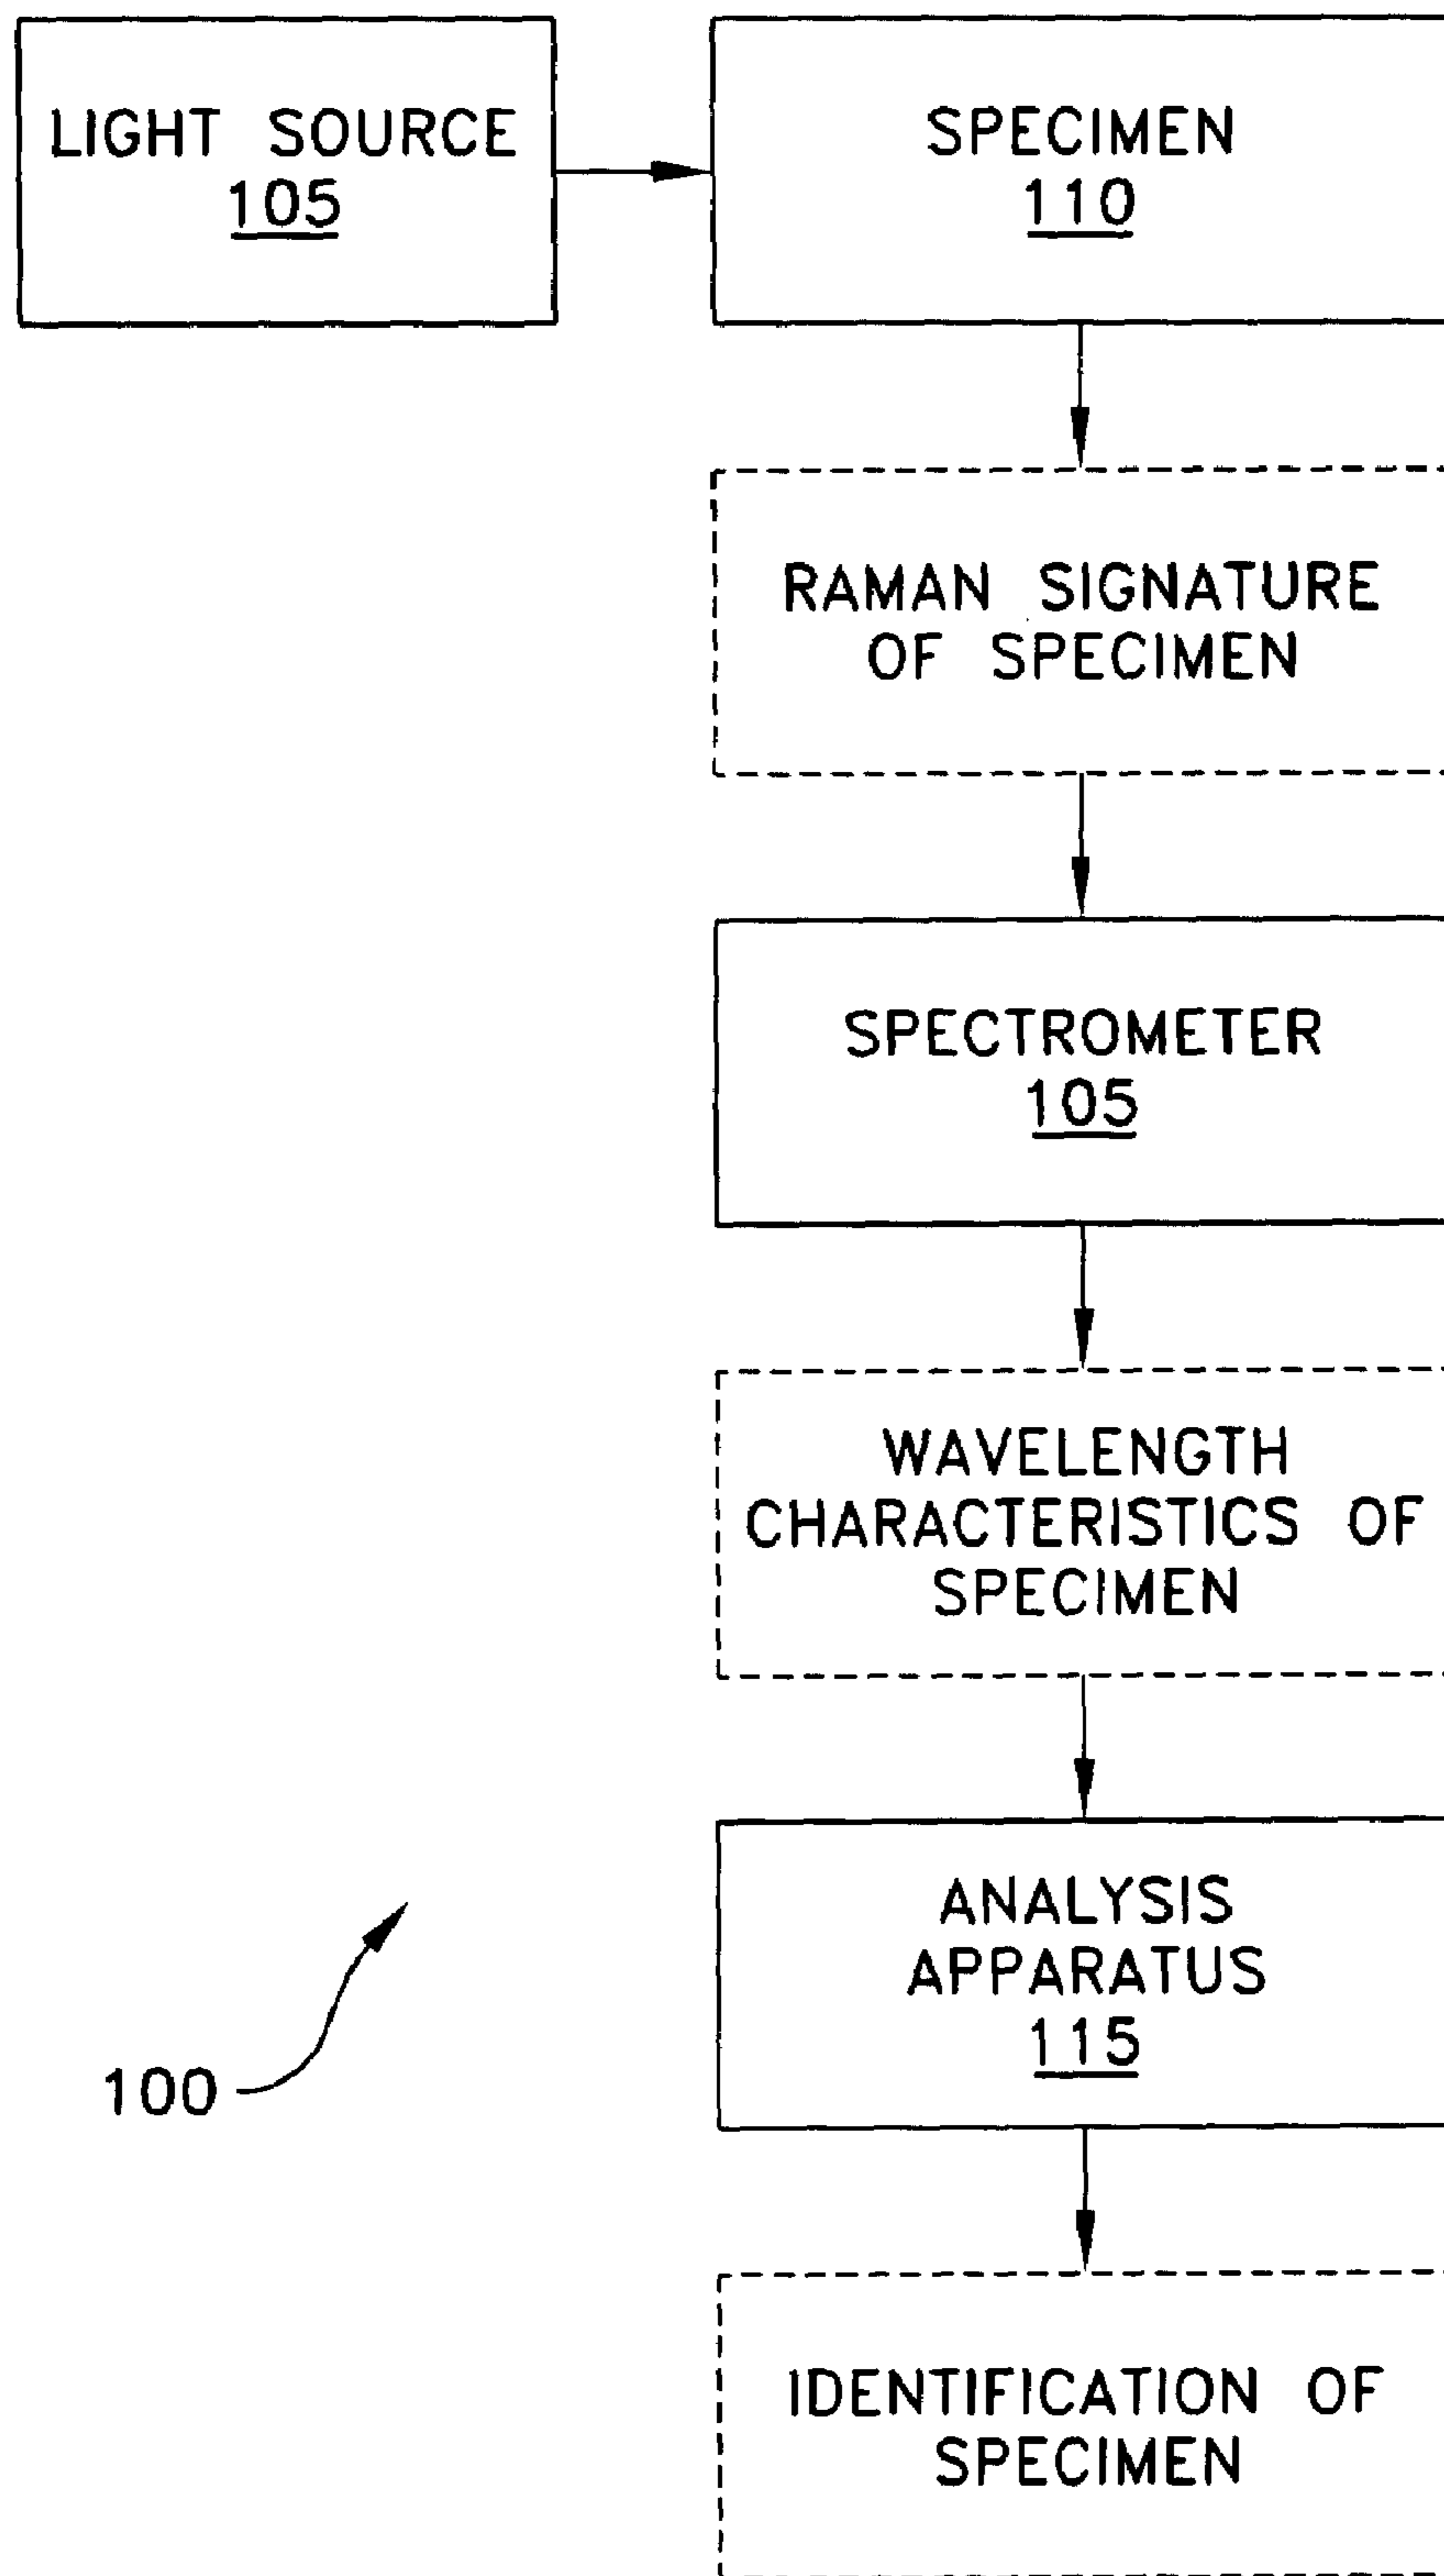 LIGHT SOURCE
105
SPECIMEN
110
RAMAN SIGNATURE
OF SPECIMEN
SPECTROMETER
105
WAVELENGTH
CHARACTERISTICS OF
SPECIMEN
ANALYSIS
APPARATUS
115
100
IDENTIFICATION OF
SPECIMEN